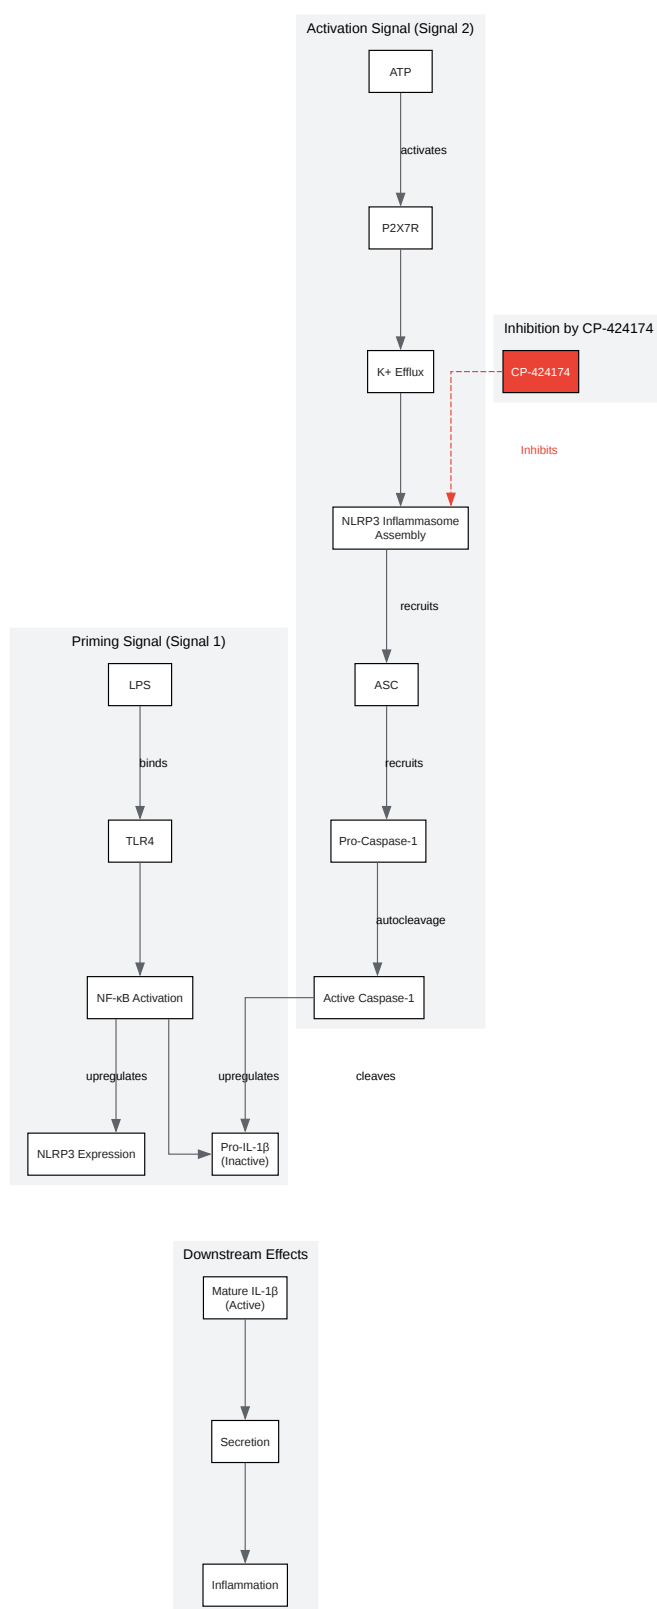 Activation Signal (Signal 2)
ATP
activates
P2X7R
Inhibition by CP-424174
K+ Efflux
CP-424174
Inhibits
NLRP3 Inflammasome
Assembly
recruits
Priming Signal (Signal 1)
LPS
ASC
binds
recruits
TLR4
Pro-Caspase-1
autocleavage
NF-κB Activation
Active Caspase-1
upregulates
upregulates
cleaves
NLRP3 Expression
Pro-IL-1β
(Inactive)
Downstream Effects
Mature IL-1β
(Active)
Secretion
Inflammation